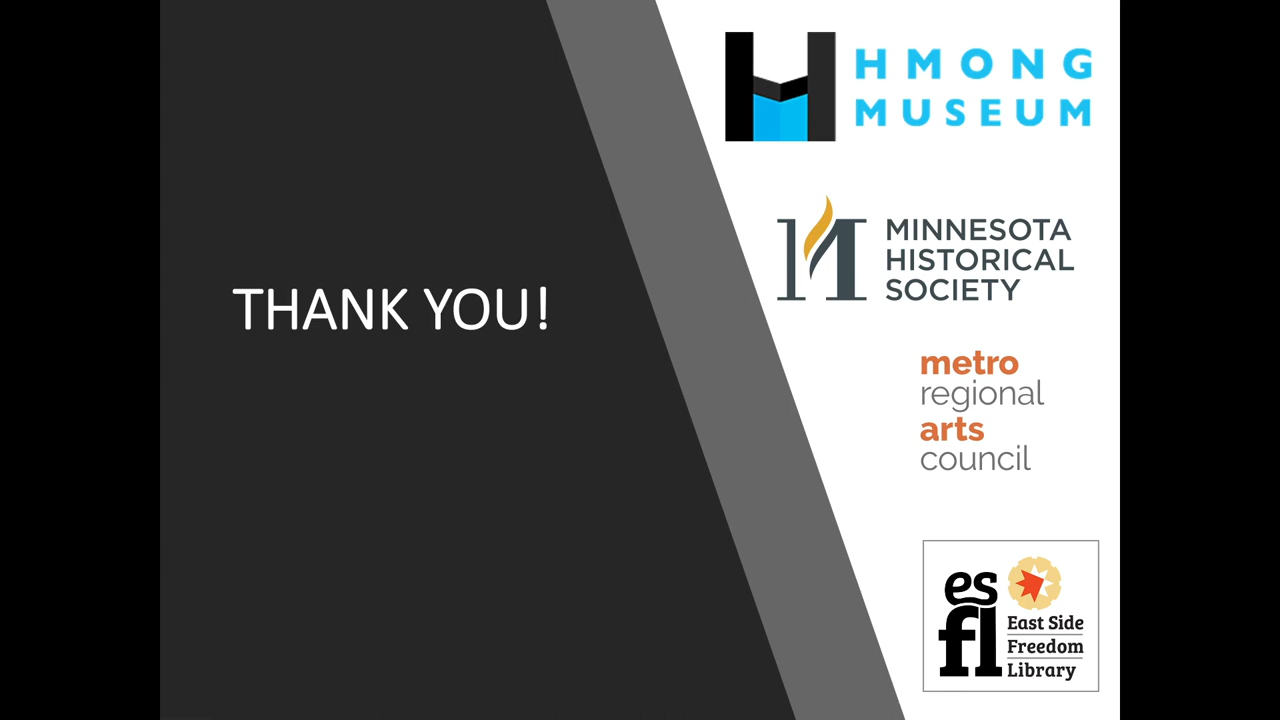 THANK YOU!
HMONG
MUSEUM
MINNESOTA
HISTORICAL
SOCIETY
metro
regional
arts
council
es
fl
East Side
Freedom
Library